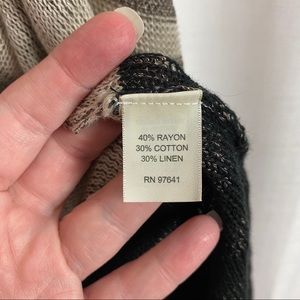 40% RAYON
30% COTTON
30% LINEN
RN 97641